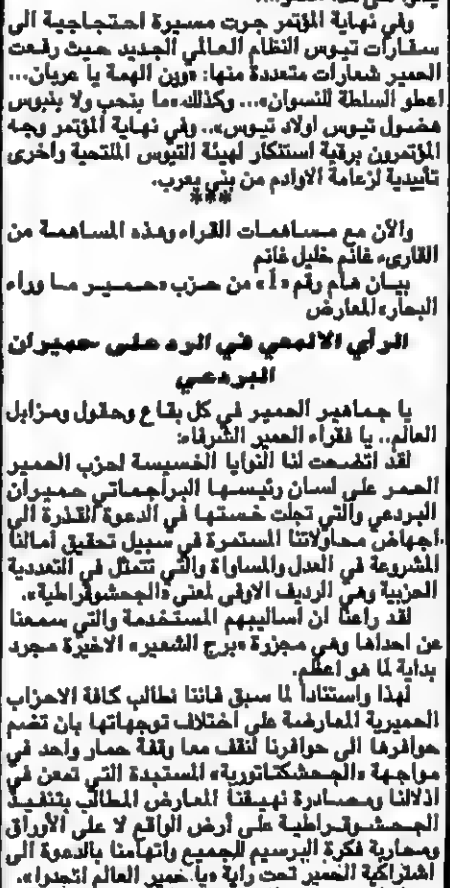 وفي نهاية المؤتمر جرت مسيرة احتجاجية الى
سفارات تيوس النظام العالمي الجديد حيث رفعت
الحمير شعارات متعددة منها: «وين الهمة يا عربان...
اعطو السلطة للنسوان»... وكذلك «ما بنحب ولا بنبوس
هضول تيوس اولاد تيوس».. وفي نهاية المؤتمر وجه
المؤتمرون برقية استنكار لهيئة التيوس الملتحية واخرى
تأييدية لزعامة الاوادم من بني يعرب.
***
والآن مع مساهمات القراء وهذه المساهمة من
القارىء غانم خليل غانم
بيان هام رقم «1» من حزب «حمير ما وراء
البحار» المعارض
الرأي الالمعي في الرد على حميران
البردعي
يا جماهير الحمير في كل بقاع وحقول ومزابل
العالم.. يا فقراء الحمير الشرفاء:
لقد اتضحت لنا النوايا الخسيسة لحزب الحمير
الحمر على لسان رئيسها البراجماتي حميران
البردعي والتي تجلت خستها في الدعوة القذرة الى
اجهاض محاولاتنا المستمرة في سبيل تحقيق آمالنا
المشروعة في العدل والمساواة والتي تتمثل في التعددية
الحزبية وهي الرديف الاوفى لمعنى «الجحشوقراطية».
لقد راعنا ان اساليبهم المستخدمة والتي سمعنا
عن احداها وهي مجزرة «برج الشعير» الاخيرة مجرد
بداية لما هو اعظم.
لهذا واستنادا لما سبق فاننا نطالب كافة الاحزاب
الحميرية المعارضة على اختلاف توجهاتها بان تضم
حوافرها الى حوافرنا لنقف معا وقفة حمار واحد في
مواجهة «الجحشكتاتورية» المستبدة التي تمعن في
اذلالنا ومصادرة نهيقنا المعارض المطالب بتنفيذ
الجحشوقراطية على أرض الواقع لا على الأوراق
ومحاربة فكرة البرسيم للجميع واتهامنا بالدعوة الى
اشتراكية الحمير تحت راية «يا حمير العالم اتحدوا».